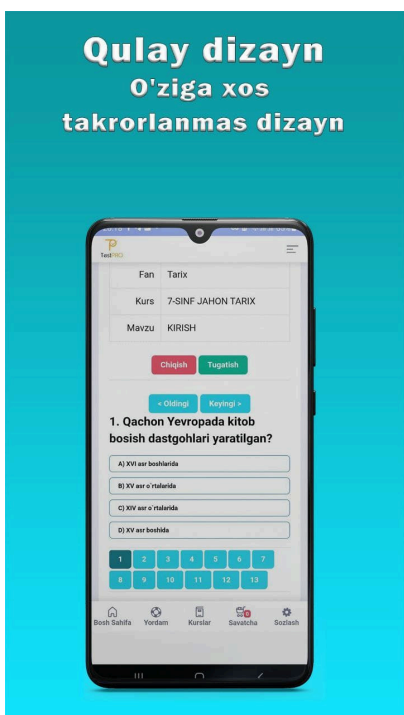 Qulay dizayn
O'ziga xos
takrorlanmas dizayn
TestPRO
Fan Tarix
Kurs 7-SINF JAHON TARIX
Mavzu KIRISH
Chiqish Tugatish
« Oldingi Keyingi »
1. Qachon Yevropada kitob
bosish dastgohlari yaratilgan?
A) XVI asr boshlarida
B) XV asr o`rtalarida
C) XIV asr o`rtalarida
D) XV asr boshida
1 2 3 4 5 6 7
8 9 10 11 12 13
Bosh Sahifa Yordam Kurslar Savatcha Sozlash